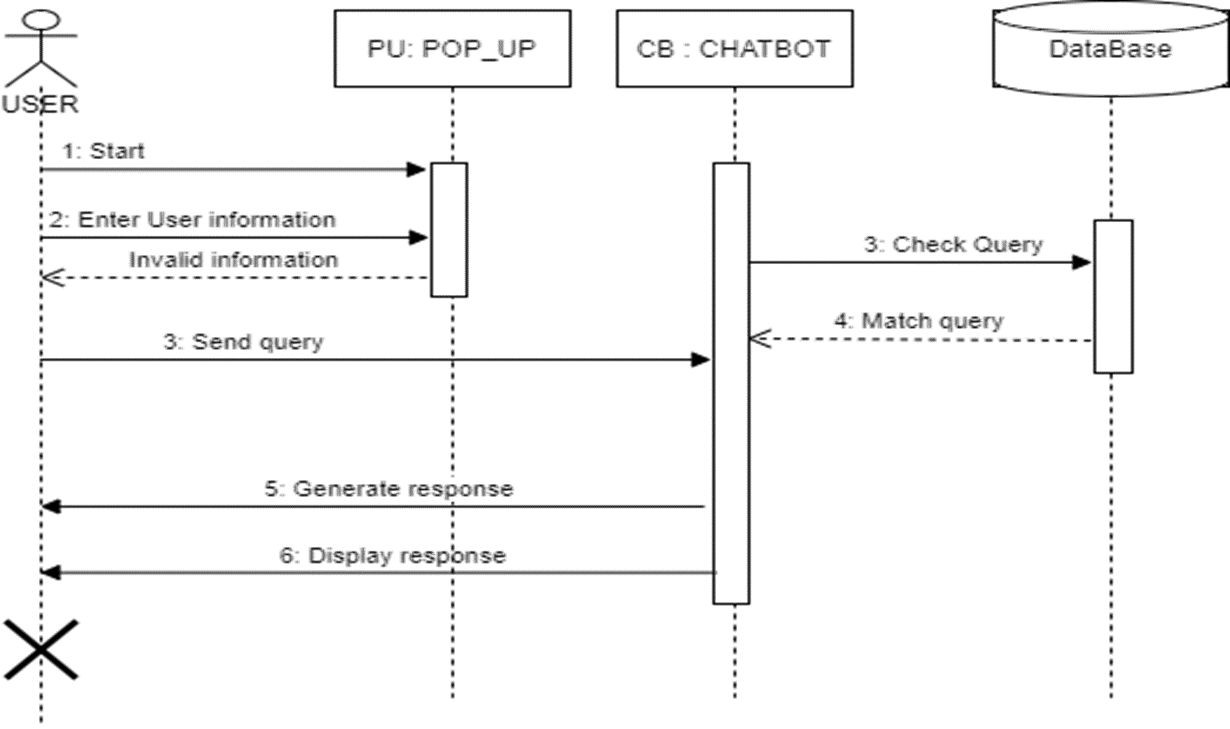 PU: POP_UP
CB : CHATBOT
DataBase
USER
1: Start
2: Enter User information
3: Check Query
Invalid information
4: Match query
3: Send query
5: Generate response
6: Display response